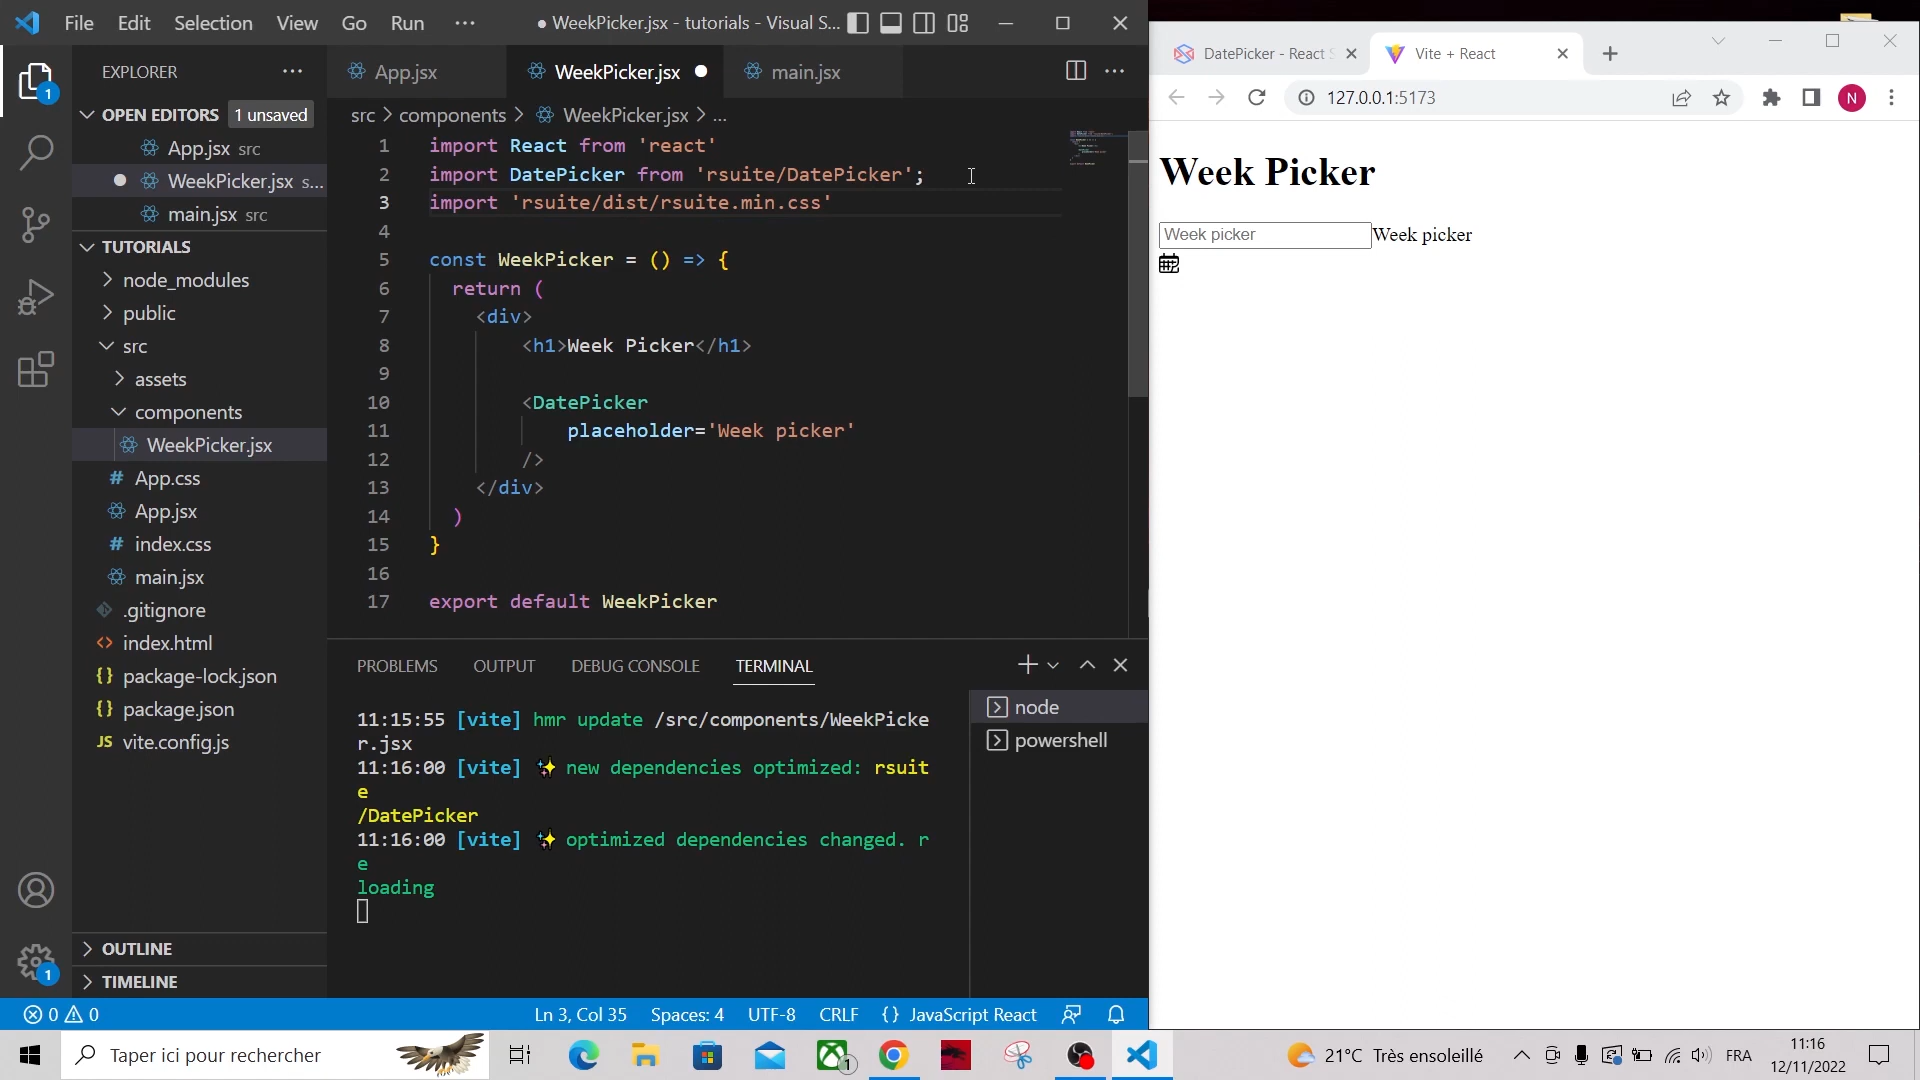 File Edit Selection View Go Run ··· ● WeekPicker.jsx - tutorials - Visual S...
EXPLORER
OPEN EDITORS 1 unsaved
App.jsx src
WeekPicker.jsx s...
main.jsx src
TUTORIALS
node_modules
public
src
assets
components
WeekPicker.jsx
App.css
App.jsx
index.css
main.jsx
.gitignore
index.html
package-lock.json
package.json
vite.config.js
OUTLINE
TIMELINE
App.jsx WeekPicker.jsx ● main.jsx
src > components > WeekPicker.jsx > ...
1 import React from 'react'
2 import DatePicker from 'rsuite/DatePicker';
3 import 'rsuite/dist/rsuite.min.css'
4
5 const WeekPicker = () => {
6 return (
7 <div>
8 <h1>Week Picker</h1>
9
10 <DatePicker
11 placeholder='Week picker'
12 />
13 </div>
14 )
15 }
16
17 export default WeekPicker
PROBLEMS OUTPUT DEBUG CONSOLE TERMINAL
11:15:55 [vite] hmr update /src/components/WeekPicke
r.jsx
11:16:00 [vite] ✨ new dependencies optimized: rsuit
e
/DatePicker
11:16:00 [vite] ✨ optimized dependencies changed. r
e
loading
node
powershell
1
1
0 0 Ln 3, Col 35 Spaces: 4 UTF-8 CRLF {} JavaScript React
DatePicker - React S Vite + React
127.0.0.1:5173 N
Week Picker
Week picker Week picker
Taper ici pour rechercher 1 21°C Très ensoleillé FRA 11:16
12/11/2022